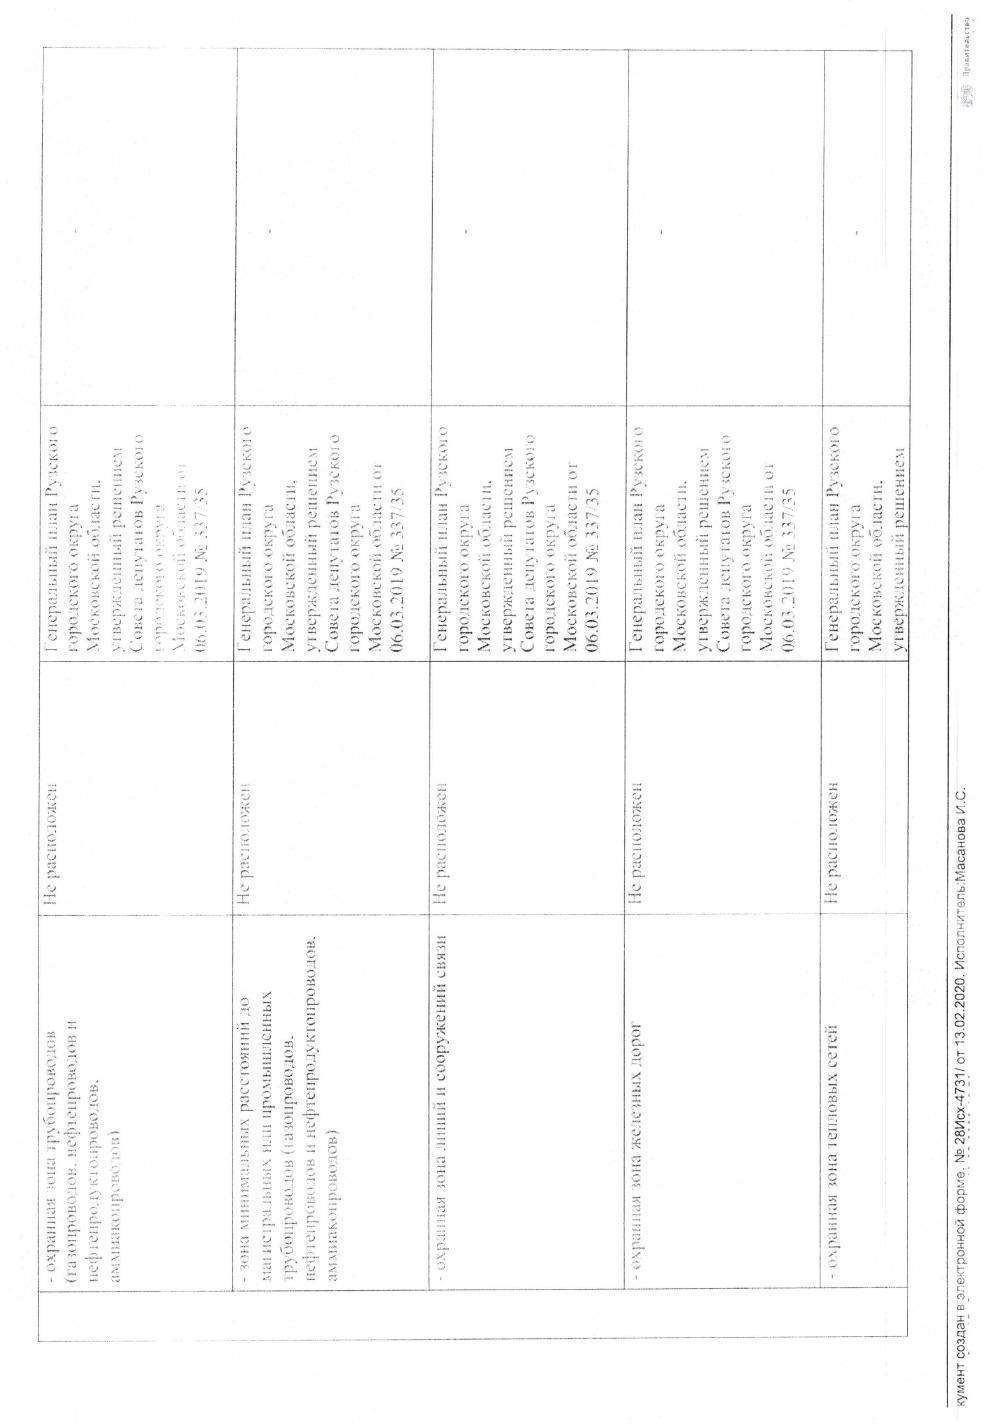 - охранная зона трубопроводов
(газопроводов, нефтепроводов и
нефтепродуктопроводов,
аммиакопроводов)
Не расположен
Генеральный план Рузского
городского округа
Московской области,
утвержденный решением
Совета депутатов Рузского
городского округа
Московской области от
06.03.2019 № 337/35
-
- зона минимальных расстояний до
магистральных или промышленных
трубопроводов (газопроводов,
нефтепроводов и нефтепродуктопроводов,
аммиакопроводов)
Не расположен
Генеральный план Рузского
городского округа
Московской области,
утвержденный решением
Совета депутатов Рузского
городского округа
Московской области от
06.03.2019 № 337/35
-
- охранная зона линий и сооружений связи
Не расположен
Генеральный план Рузского
городского округа
Московской области,
утвержденный решением
Совета депутатов Рузского
городского округа
Московской области от
06.03.2019 № 337/35
-
- охранная зона железных дорог
Не расположен
Генеральный план Рузского
городского округа
Московской области,
утвержденный решением
Совета депутатов Рузского
городского округа
Московской области от
06.03.2019 № 337/35
-
- охранная зона тепловых сетей
Не расположен
Генеральный план Рузского
городского округа
Московской области,
утвержденный решением
-
кумент создан в электронной форме. № 28Исх-4731/ от 13.02.2020. Исполнитель:Масанова И.С.
Правительство